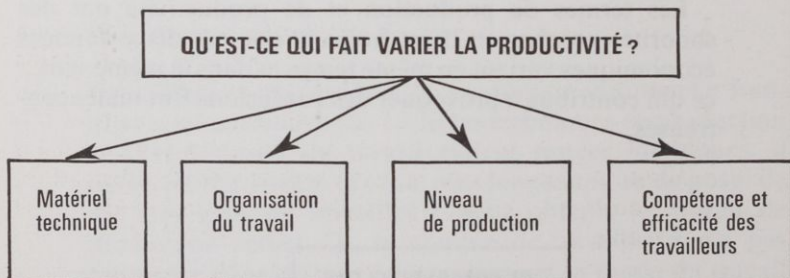 QU'EST-CE QUI FAIT VARIER LA PRODUCTIVITÉ ?
Matériel
technique
Organisation
du travail
Niveau
de production
Compétence et
efficacité des
travailleurs